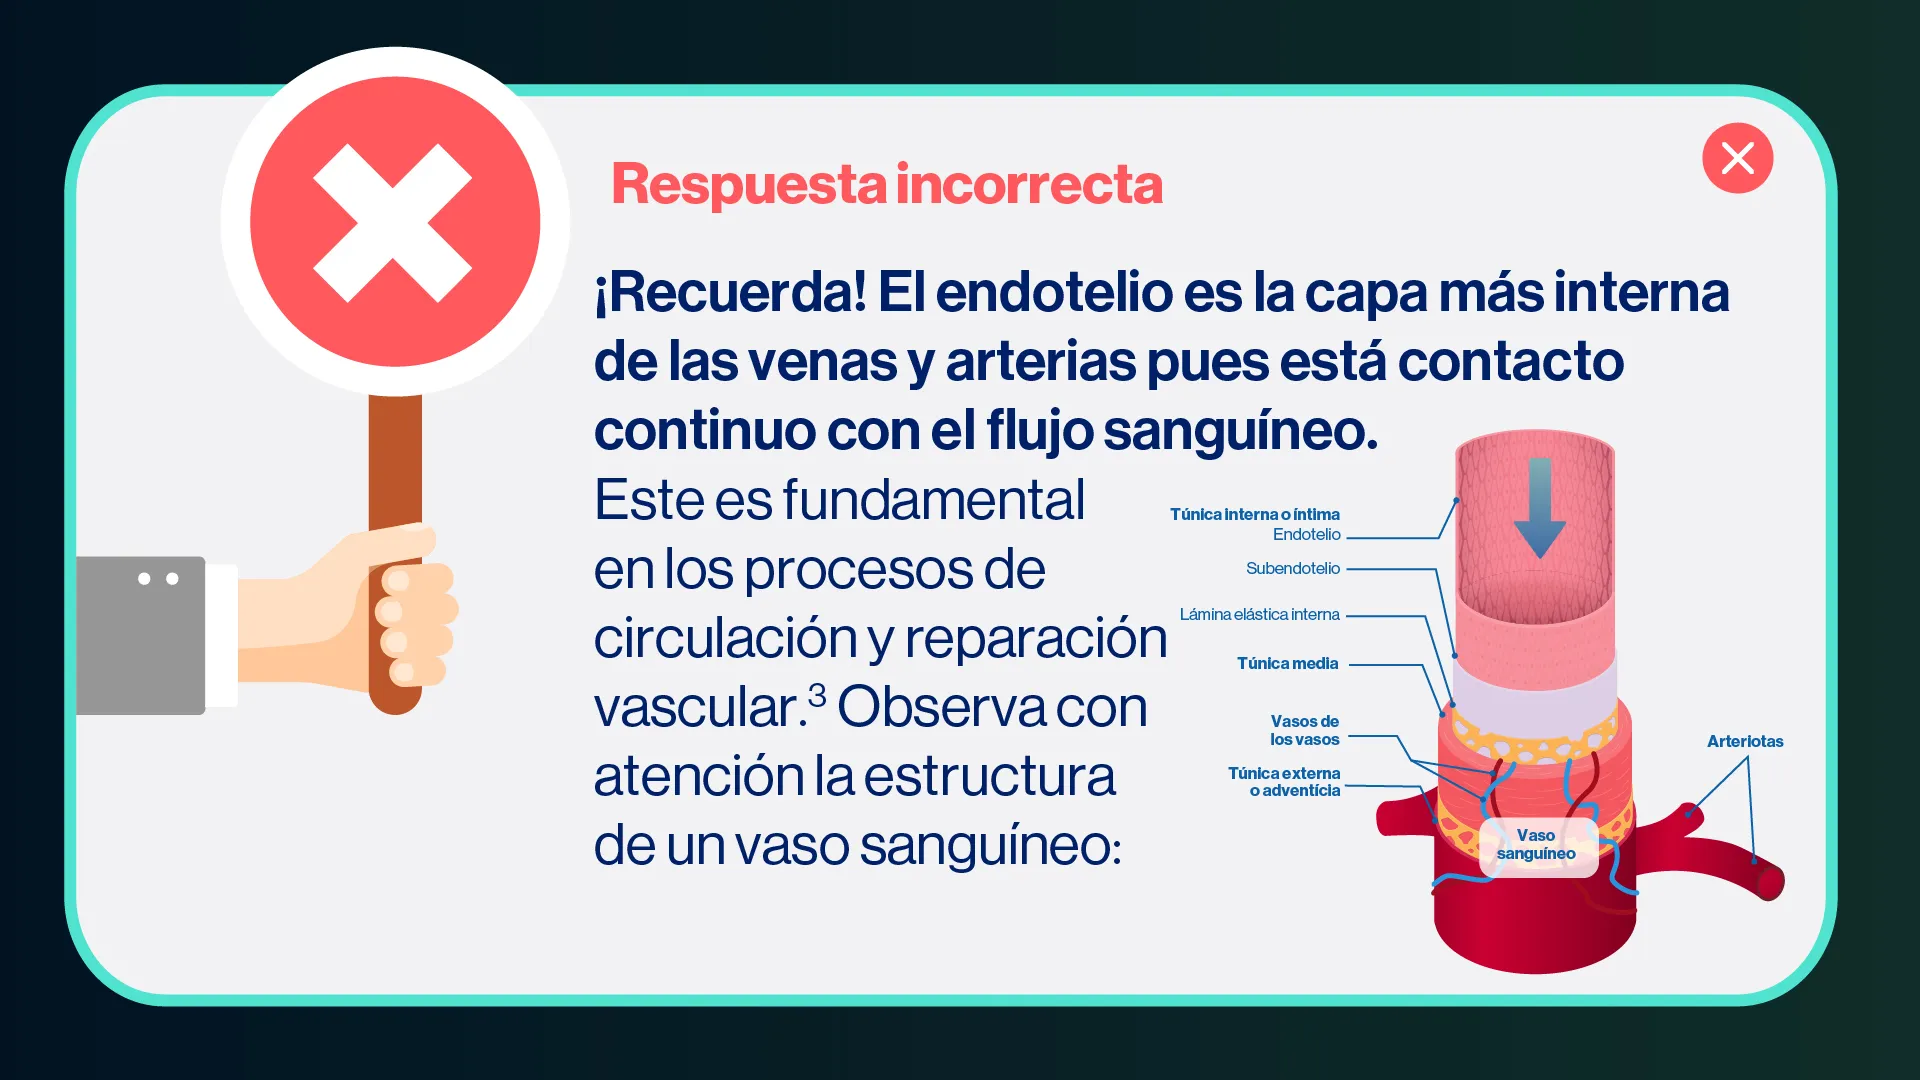 Respuesta incorrecta
¡Recuerda! El endotelio es la capa más interna
de las venas y arterias pues está contacto
continuo con el flujo sanguíneo.
Este es fundamental
en los procesos de
circulación y reparación
vascular.³ Observa con
atención la estructura
de un vaso sanguíneo:
Túnica interna o íntima
Endotelio
Subendotelio
Lámina elástica interna
Túnica media
Vasos de
los vasos
Túnica externa
o adventícia
Arteriotas
Vaso
sanguíneo